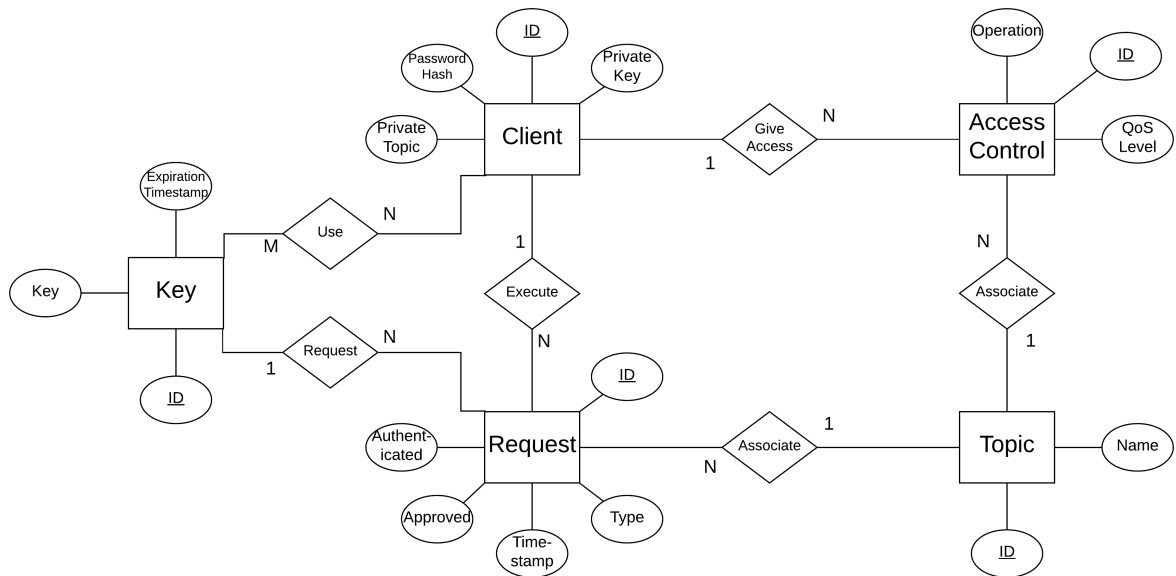 ID
Operation
Password
Hash
Private
Key
ID
Client
Give
Access
N
Access
Control
Private
Topic
QoS
Level
1
Expiration
Timestamp
N
Use
M
1
N
Key
Key
Execute
Associate
N
N
1
Request
1
ID
ID
Authent-
icated
Request
1
Associate
N
Topic
Name
Approved
Type
Time-
stamp
ID